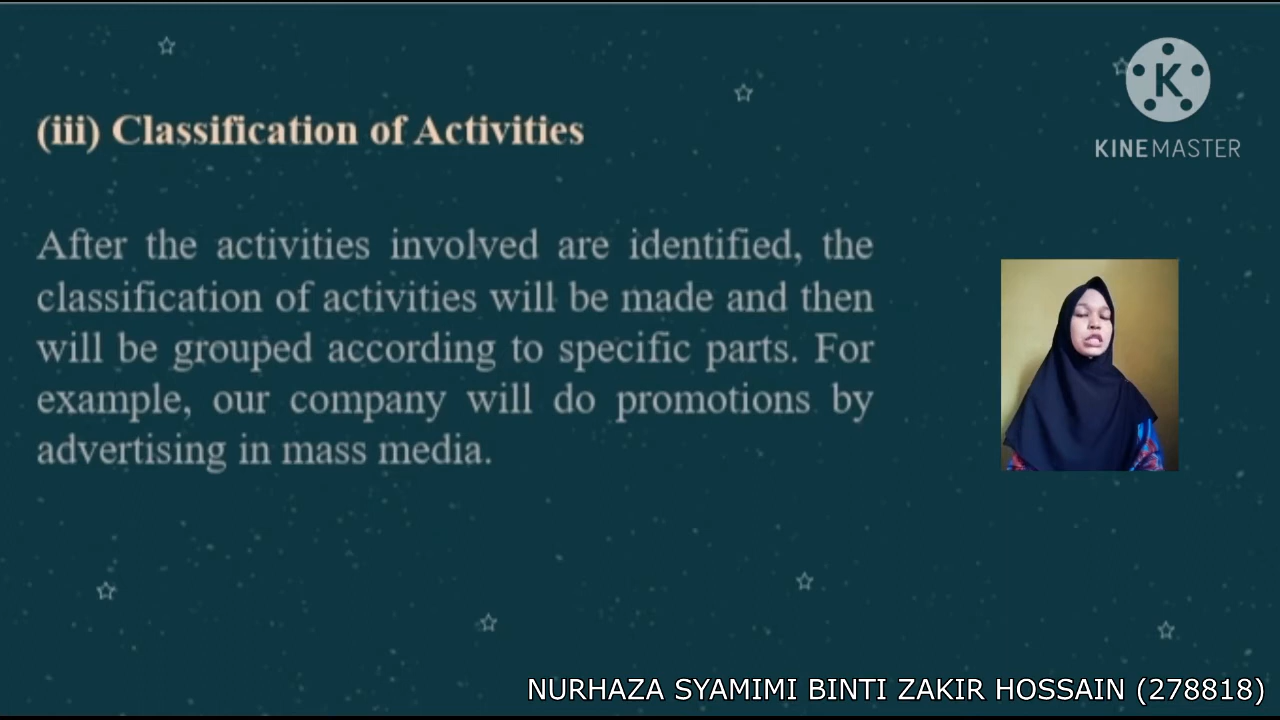 (iii) Classification of Activities
After the activities involved are identified, the
classification of activities will be made and then
will be grouped according to specific parts. For
example, our company will do promotions by
advertising in mass media.
K
KINEMASTER
NURHAZA SYAMIMI BINTI ZAKIR HOSSAIN (278818)